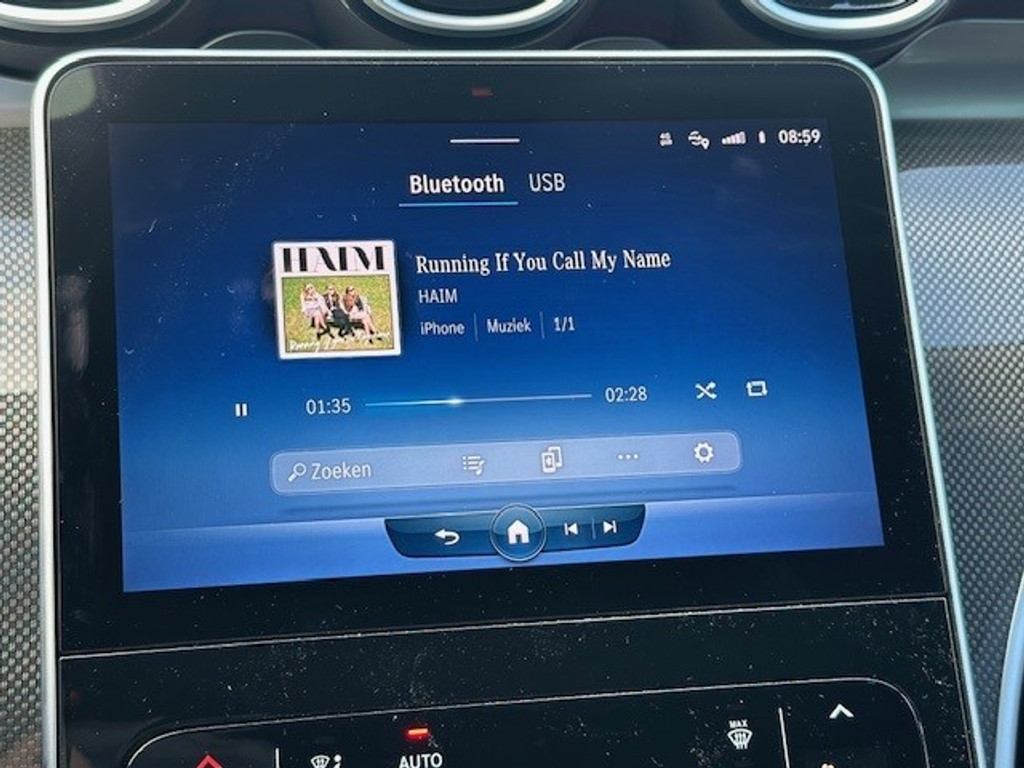 08:59
Bluetooth USB
HAIM
Running If You Call My Name
HAIM
iPhone Muziek 1/1
01:35 02:28
Zoeken
AUTO
MAX